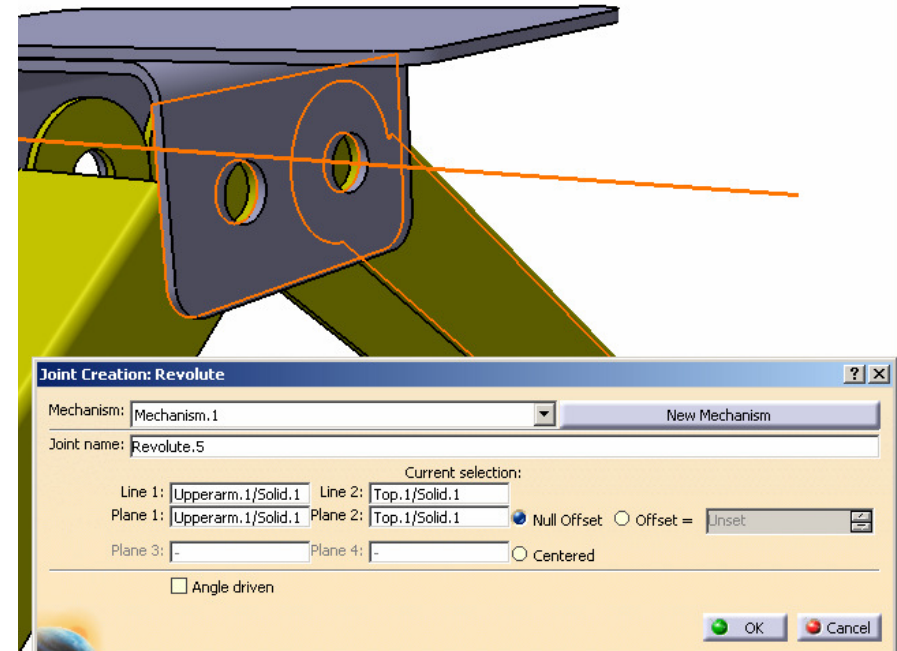 Joint Creation: Revolute
Mechanism: Mechanism.1 New Mechanism
Joint name: Revolute.5
Current selection:
Line 1: Upperarm.1/Solid.1 Line 2: Top.1/Solid.1
Plane 1: Upperarm.1/Solid.1 Plane 2: Top.1/Solid.1 Null Offset Offset = Unset
Plane 3: - Plane 4: - Centered
Angle driven
OK Cancel